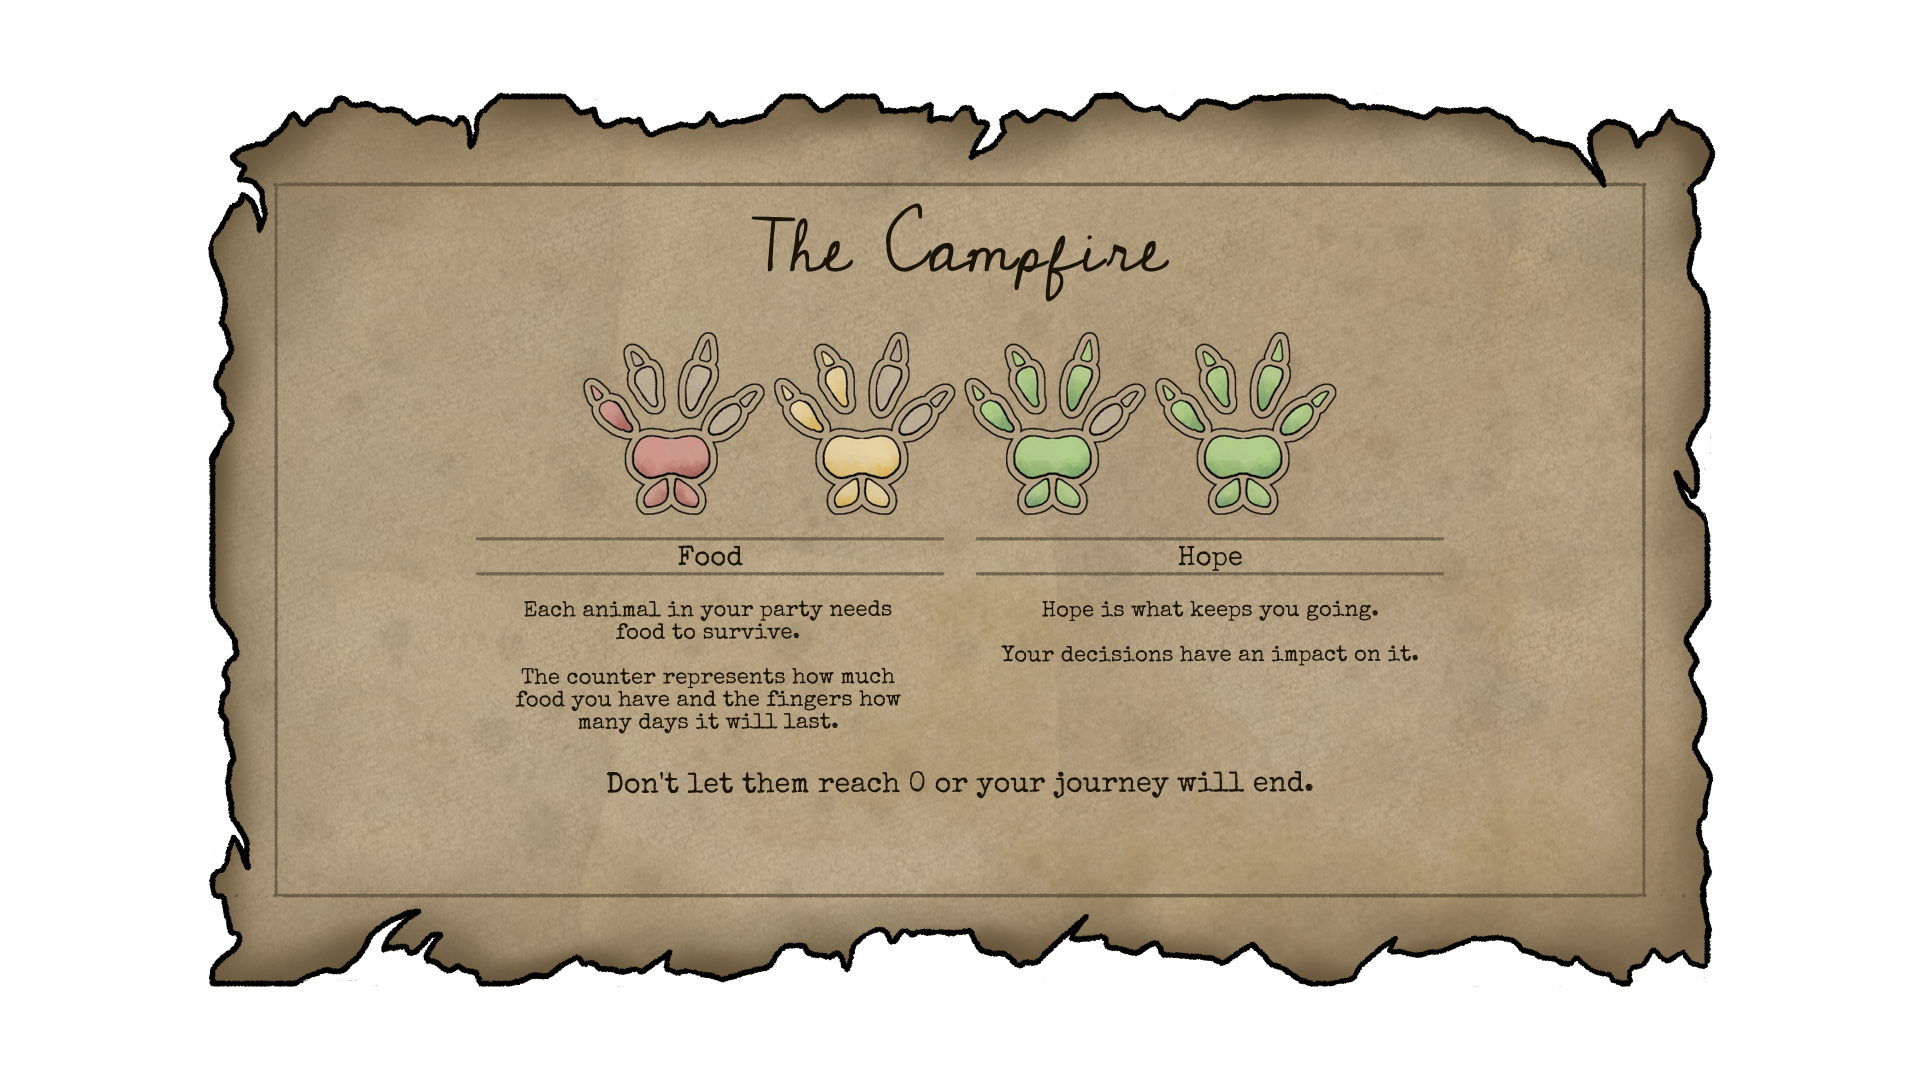 The Campfire
Food
Each animal in your party needs
food to survive.
The counter represents how much
food you have and the fingers how
many days it will last.
Hope
Hope is what keeps you going.
Your decisions have an impact on it.
Don't let them reach 0 or your journey will end.